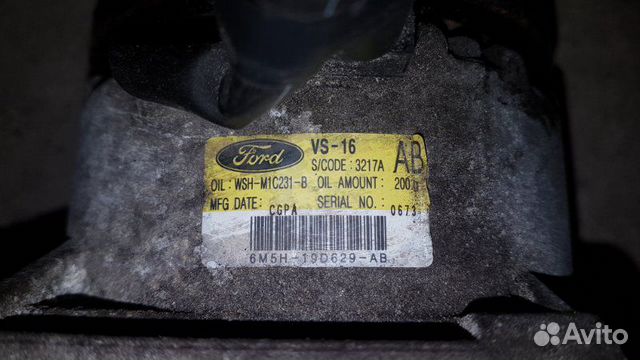 Ford
VS-16
S/CODE : 3217A
AB
OIL : WSH-M1C231-B OIL AMOUNT : 200
MFG DATE : CGPA SERIAL NO. : 0673
6M5H-19D629-AB
Avito